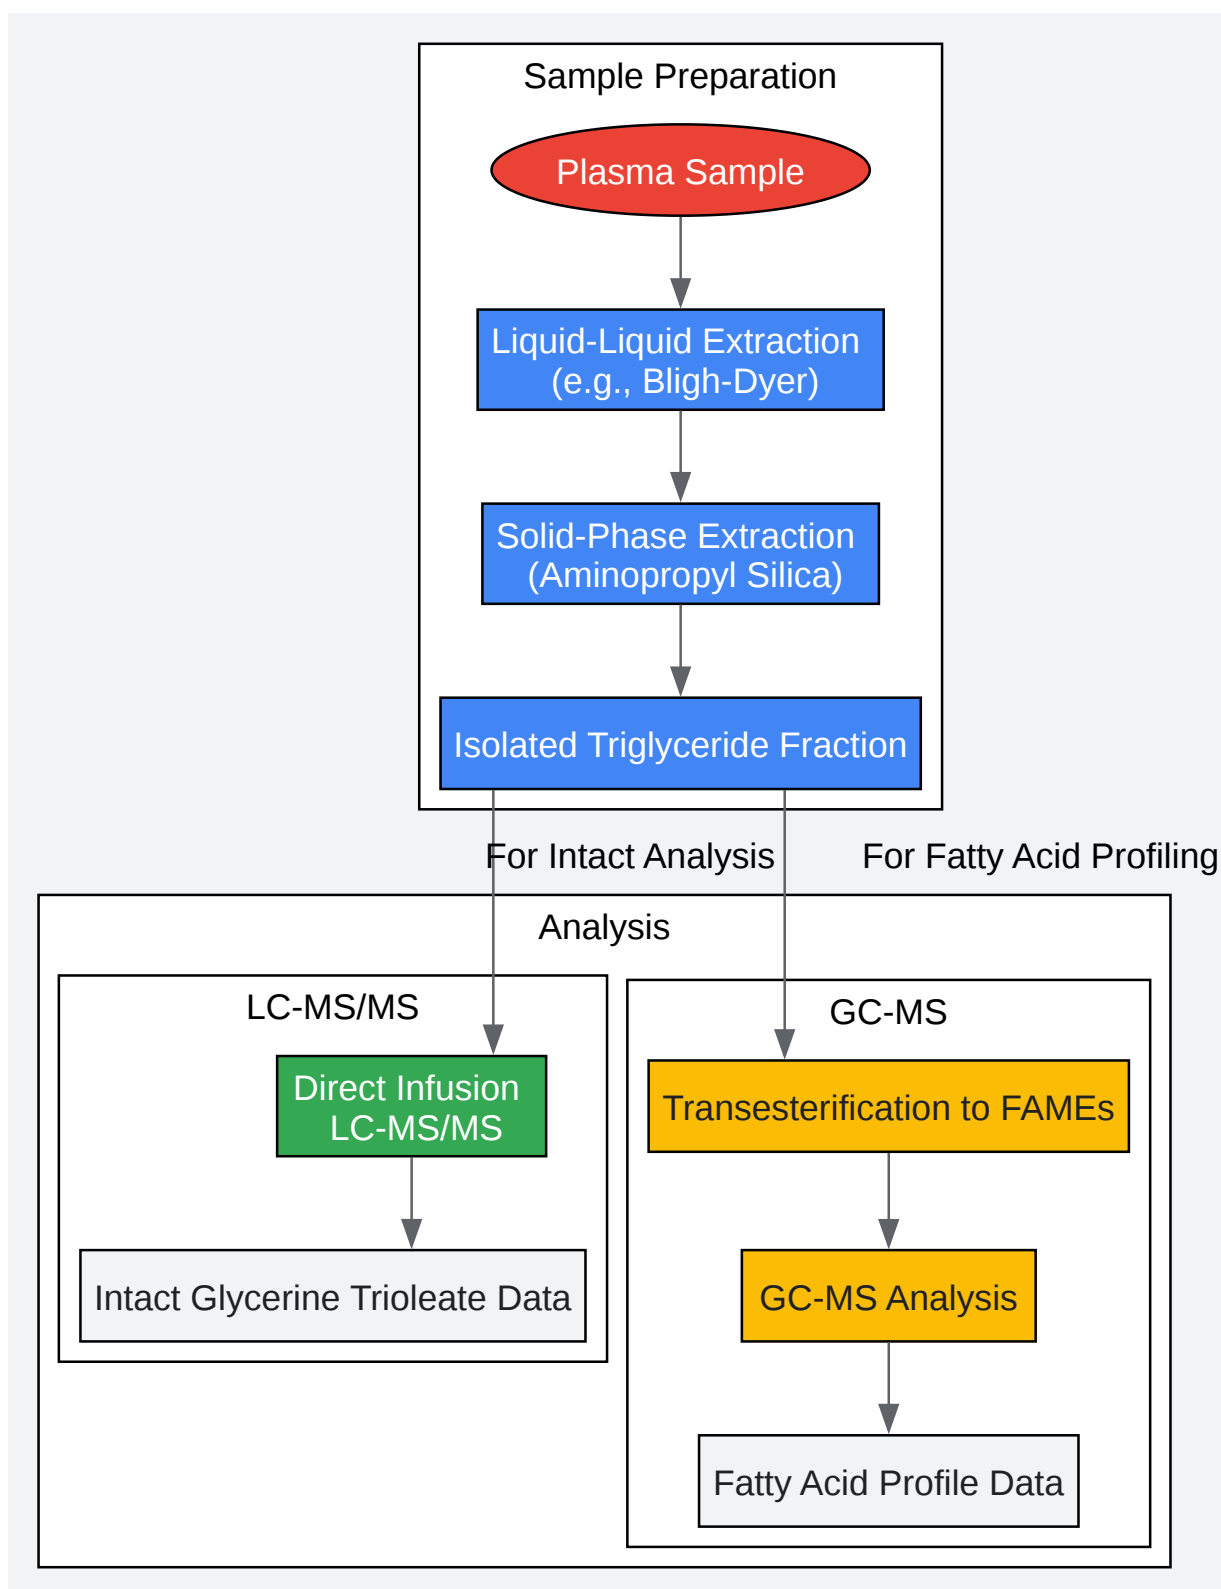 Sample Preparation
Plasma Sample
Liquid-Liquid Extraction
(e.g., Bligh-Dyer)
Solid-Phase Extraction
(Aminopropyl Silica)
Isolated Triglyceride Fraction
For Intact Analysis
For Fatty Acid Profiling
Analysis
LC-MS/MS
Direct Infusion
LC-MS/MS
Intact Glycerine Trioleate Data
GC-MS
Transesterification to FAMEs
GC-MS Analysis
Fatty Acid Profile Data